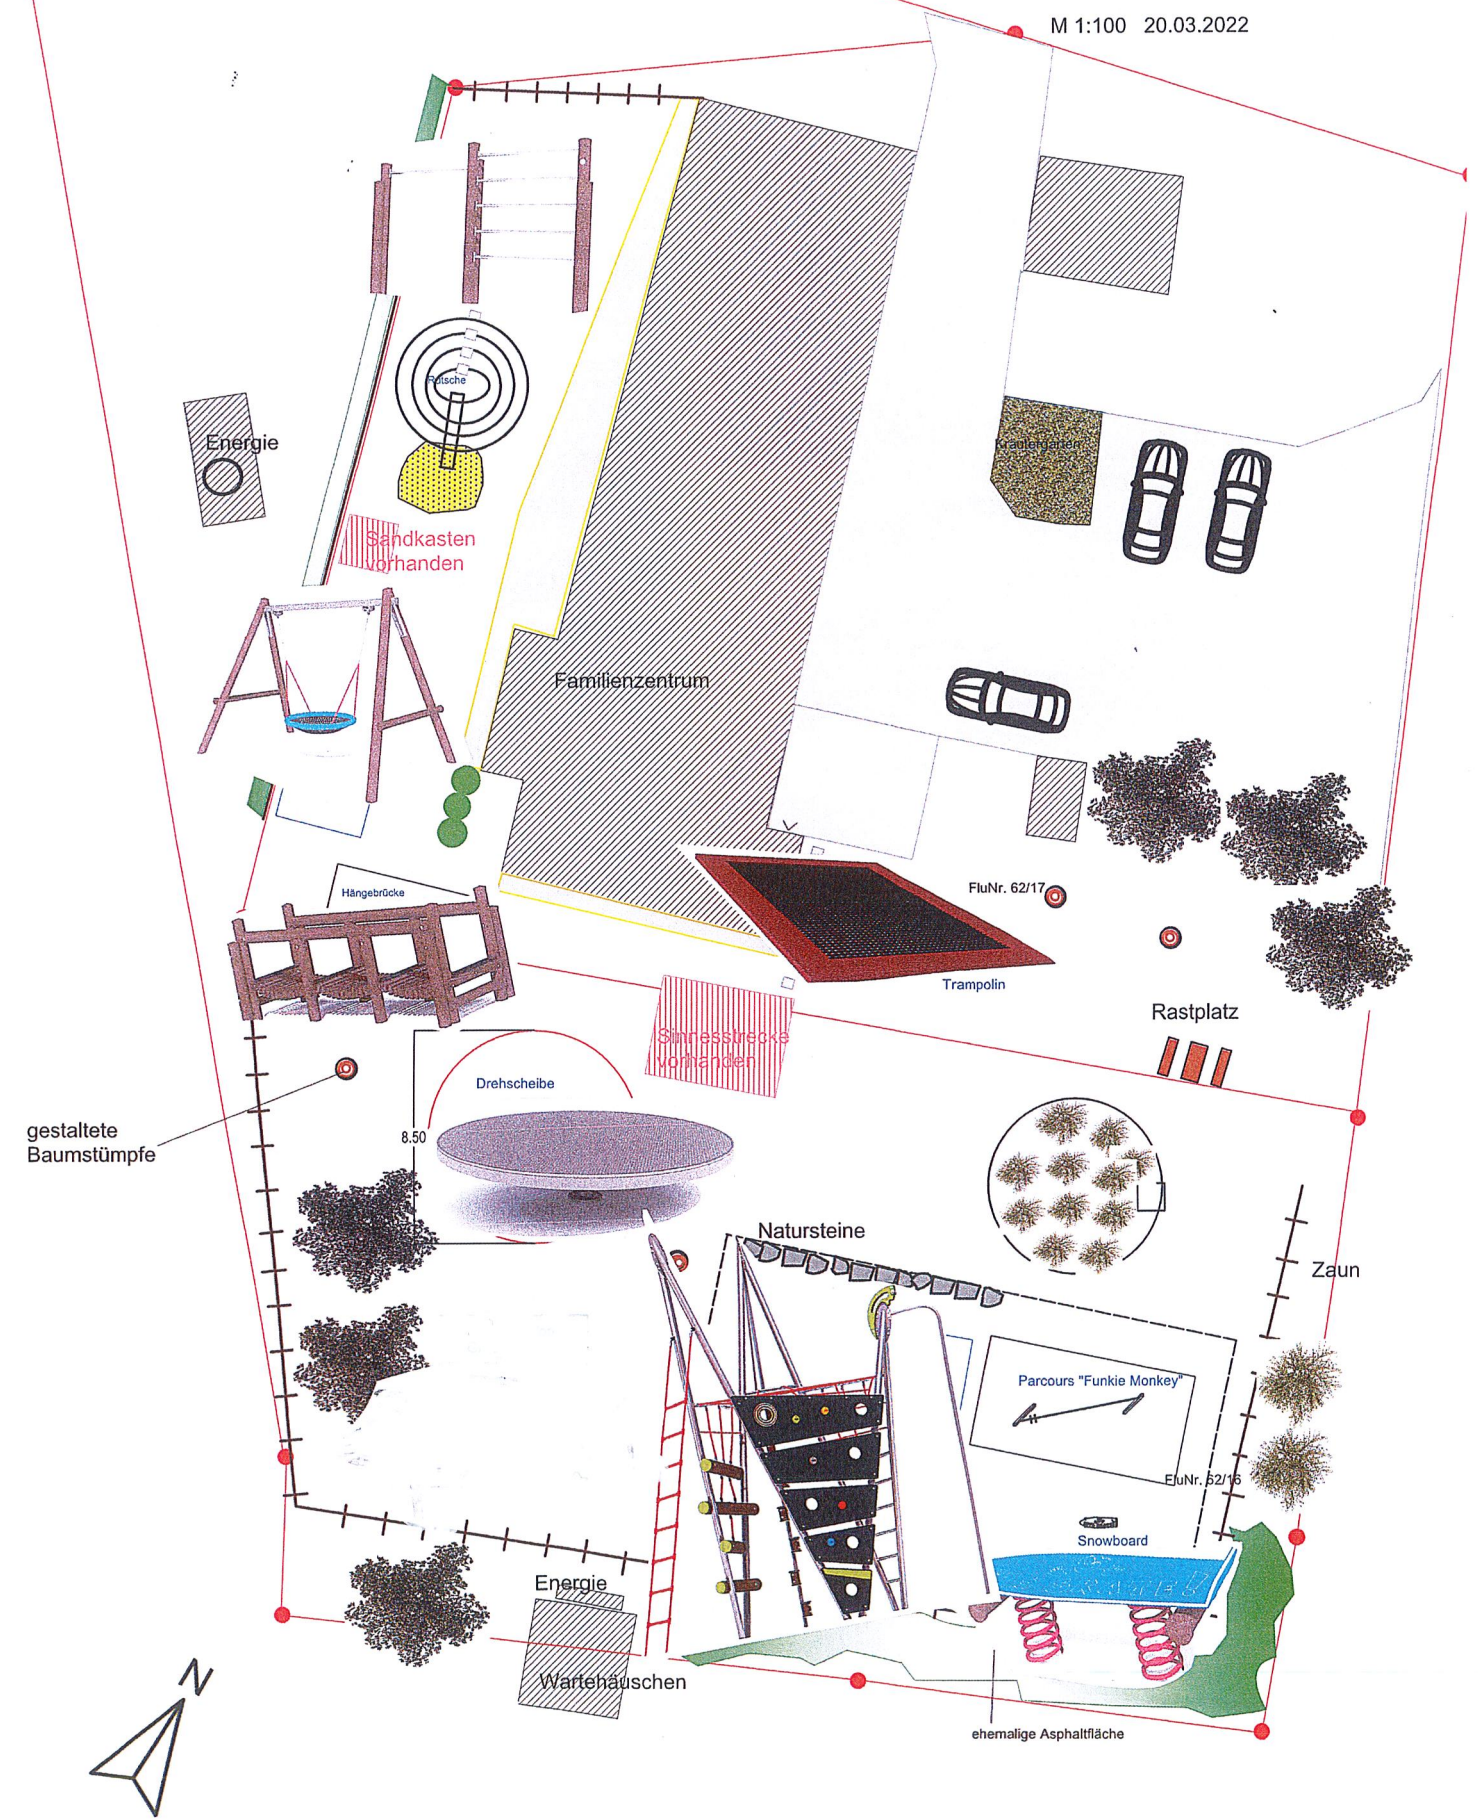 M 1:100 20.03.2022
Rutsche
Energie
Kräutergarten
Sandkasten
vorhanden
Familienzentrum
Hängebrücke
FluNr. 62/17
Trampolin
Rastplatz
Sinnesstrecke
vorhanden
Drehscheibe
gestaltete
Baumstümpfe
8.50
Natursteine
Zaun
Parcours "Funkie Monkey"
FluNr. 62/16
Snowboard
Energie
Wartehäuschen
N
ehemalige Asphaltfläche